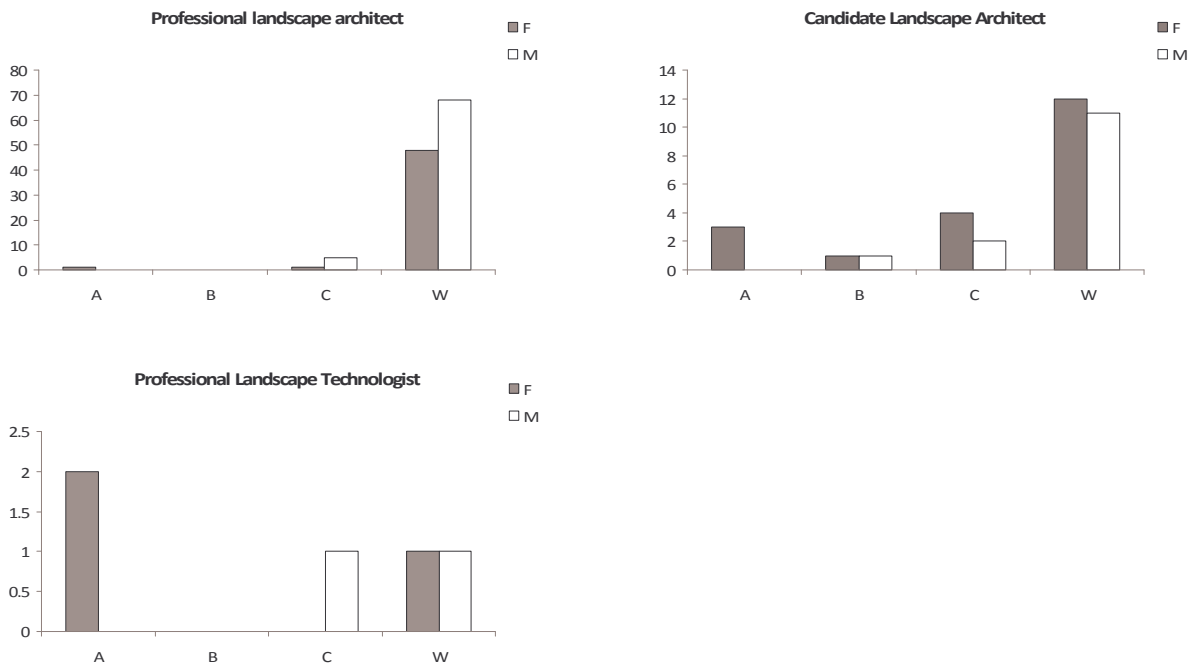 Professional landscape architect
F
M
80
70
60
50
40
30
20
10
0
A B C W
Candidate Landscape Architect
F
M
14
12
10
8
6
4
2
0
A B C W
Professional Landscape Technologist
F
M
2.5
2
1.5
1
0.5
0
A B C W